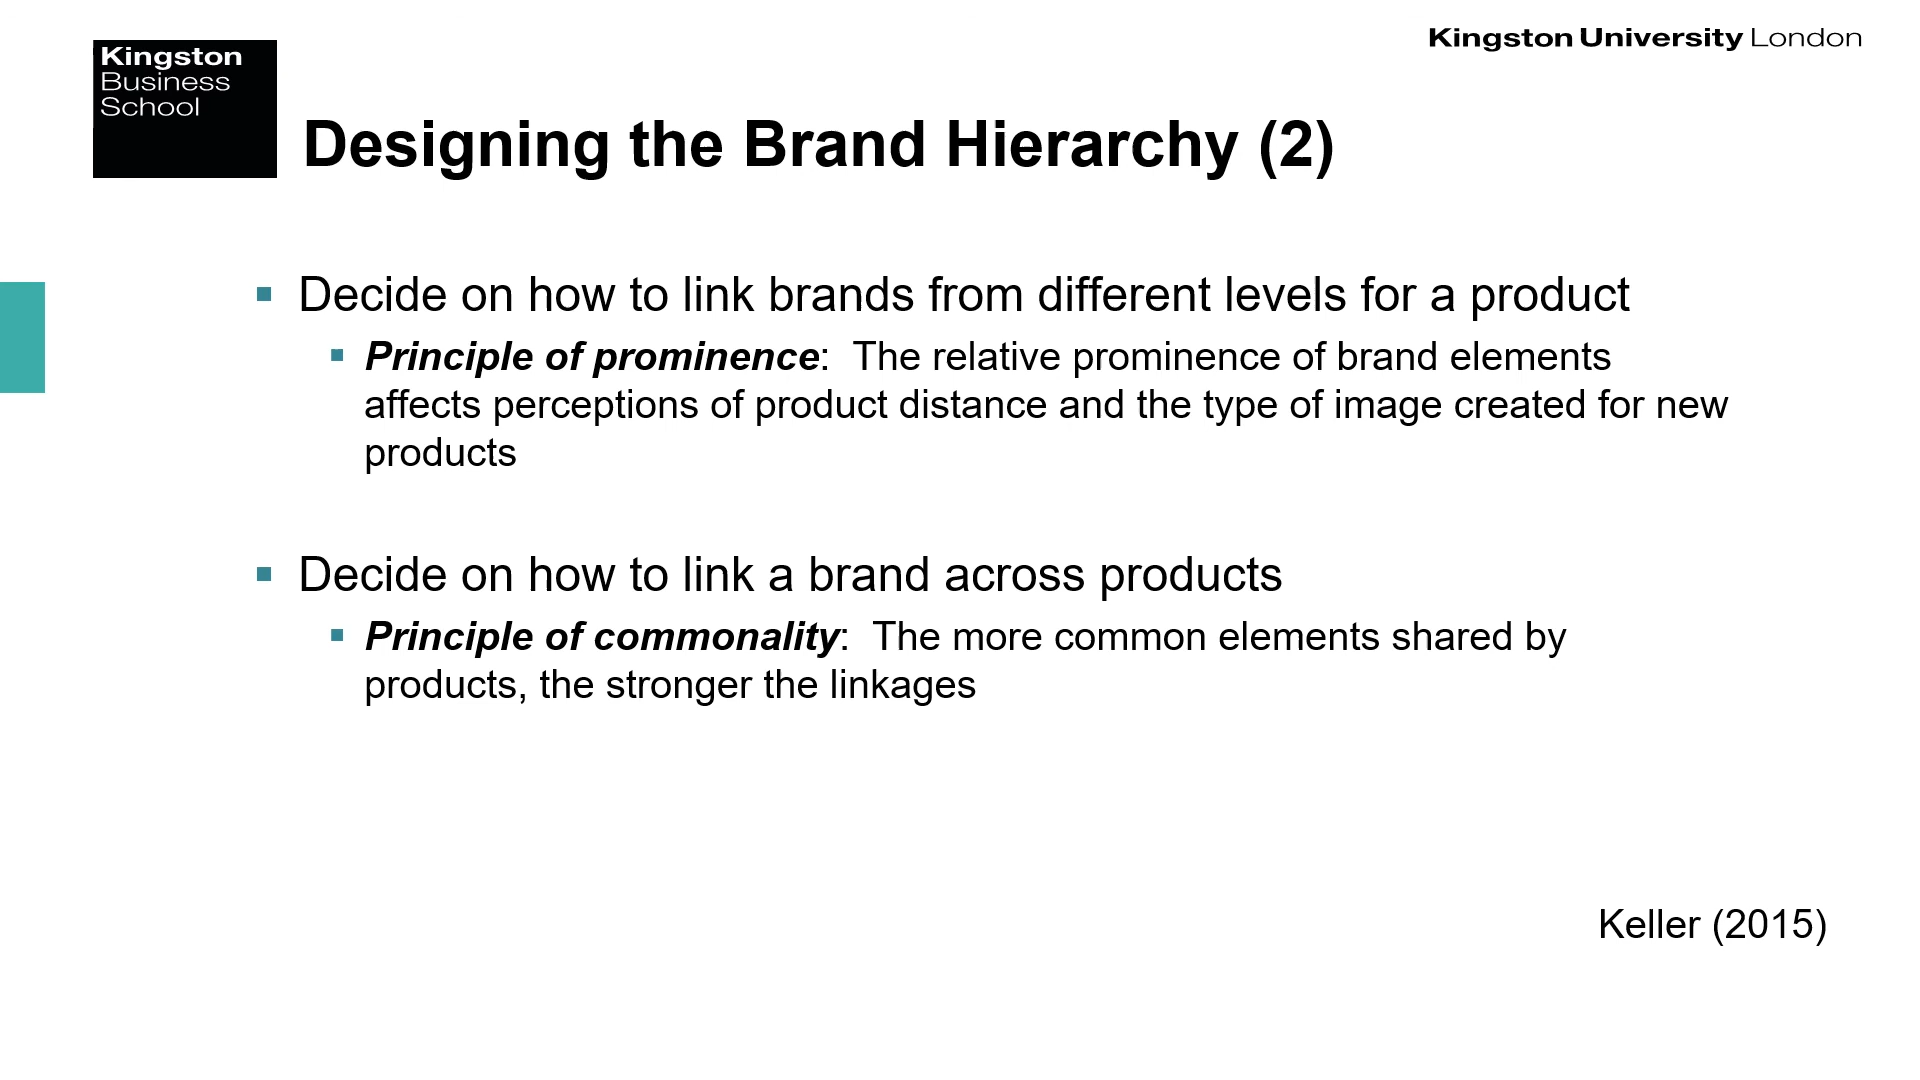 Kingston University London
Kingston
Business
School
Designing the Brand Hierarchy (2)
▪ Decide on how to link brands from different levels for a product
▪ Principle of prominence:  The relative prominence of brand elements
affects perceptions of product distance and the type of image created for new
products
▪ Decide on how to link a brand across products
▪ Principle of commonality:  The more common elements shared by
products, the stronger the linkages
Keller (2015)